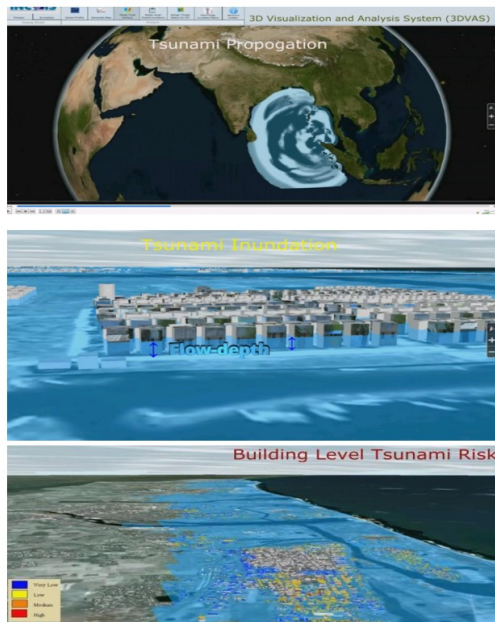 3D Visualization and Analysis System (3DVAS)
Tsunami Propogation
Tsunami Inundation
Flow-depth
Building Level Tsunami Risk
Very Low
Low
Medium
High